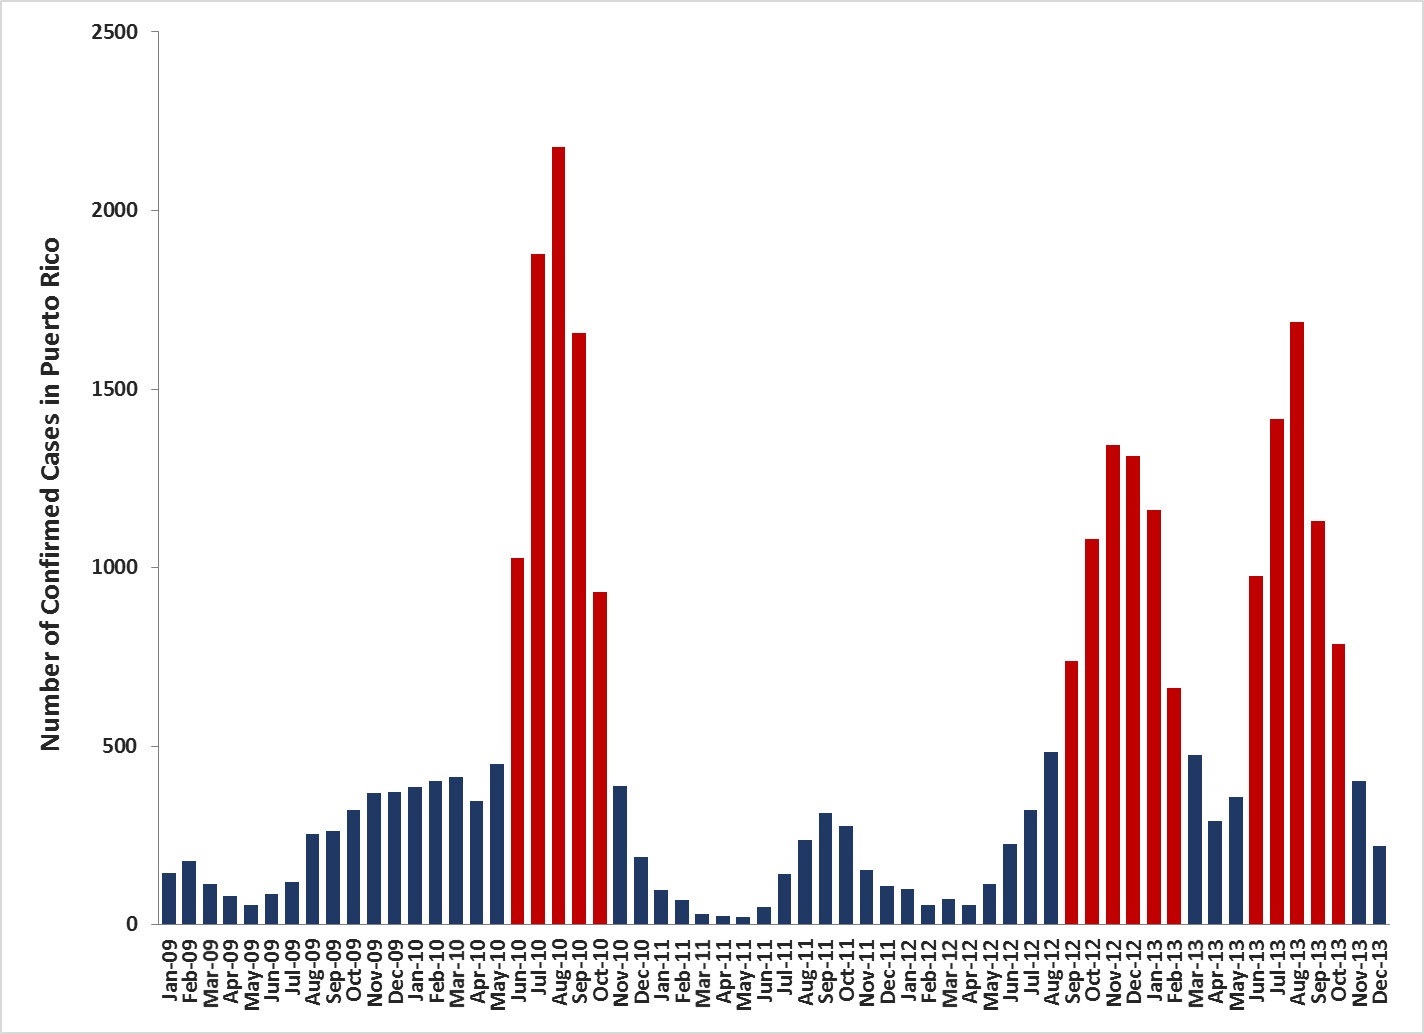 2500
2000
1500
1000
500
0
Number of Confirmed Cases in Puerto Rico
Jan-09
Feb-09
Mar-09
Apr-09
May-09
Jun-09
Jul-09
Aug-09
Sep-09
Oct-09
Nov-09
Dec-09
Jan-10
Feb-10
Mar-10
Apr-10
May-10
Jun-10
Jul-10
Aug-10
Sep-10
Oct-10
Nov-10
Dec-10
Jan-11
Feb-11
Mar-11
Apr-11
May-11
Jun-11
Jul-11
Aug-11
Sep-11
Oct-11
Nov-11
Dec-11
Jan-12
Feb-12
Mar-12
Apr-12
May-12
Jun-12
Jul-12
Aug-12
Sep-12
Oct-12
Nov-12
Dec-12
Jan-13
Feb-13
Mar-13
Apr-13
May-13
Jun-13
Jul-13
Aug-13
Sep-13
Oct-13
Nov-13
Dec-13